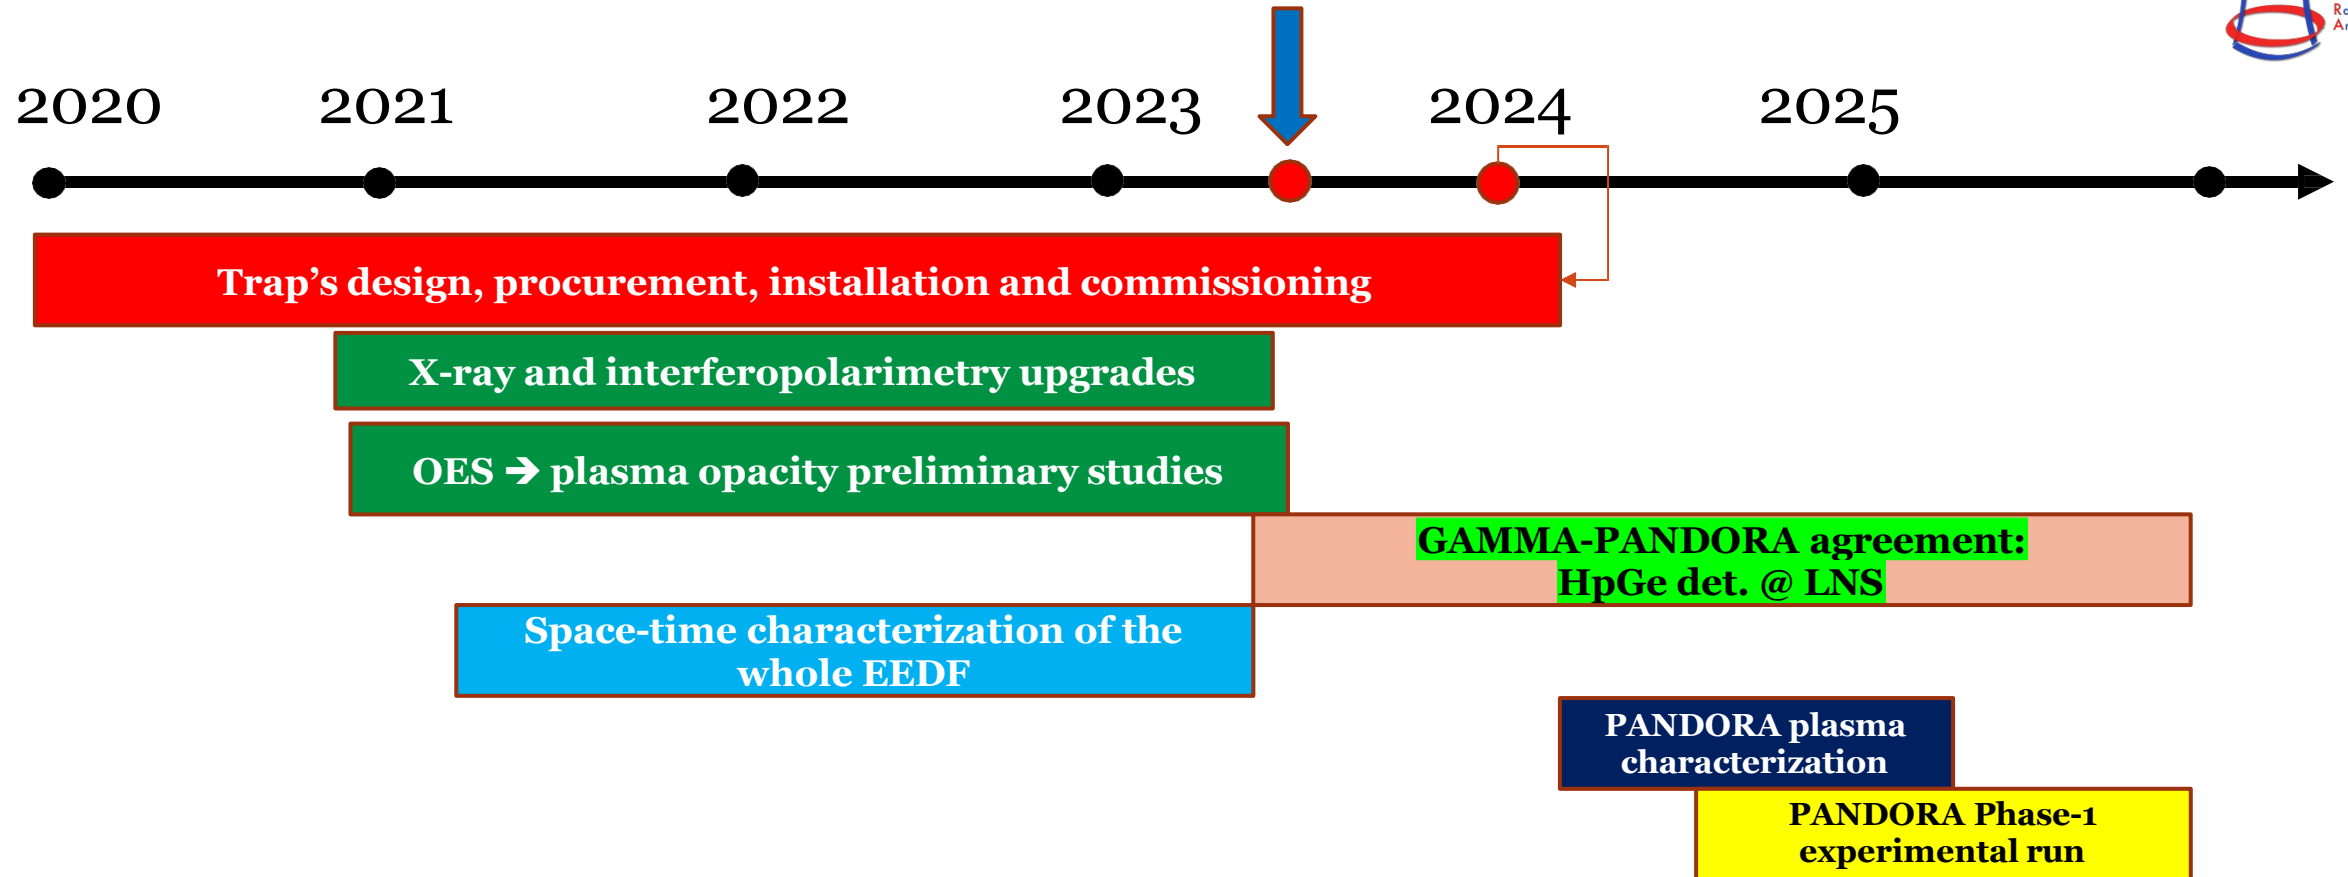 2020 2021 2022 2023 2024 2025
Trap's design, procurement, installation and commissioning
X-ray and interferopolarimetry upgrades
OES ➔ plasma opacity preliminary studies
GAMMA-PANDORA agreement:
HpGe det. @ LNS
Space-time characterization of the
whole EEDF
PANDORA plasma
characterization
PANDORA Phase-1
experimental run